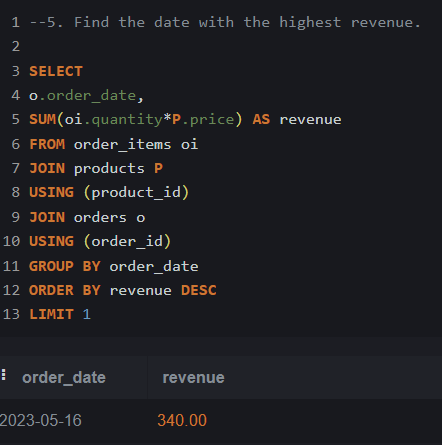 1 --5. Find the date with the highest revenue.
2
3 SELECT
4 o.order_date,
5 SUM(oi.quantity*P.price) AS revenue
6 FROM order_items oi
7 JOIN products P
8 USING (product_id)
9 JOIN orders o
10 USING (order_id)
11 GROUP BY order_date
12 ORDER BY revenue DESC
13 LIMIT 1
order_date revenue
2023-05-16 340.00